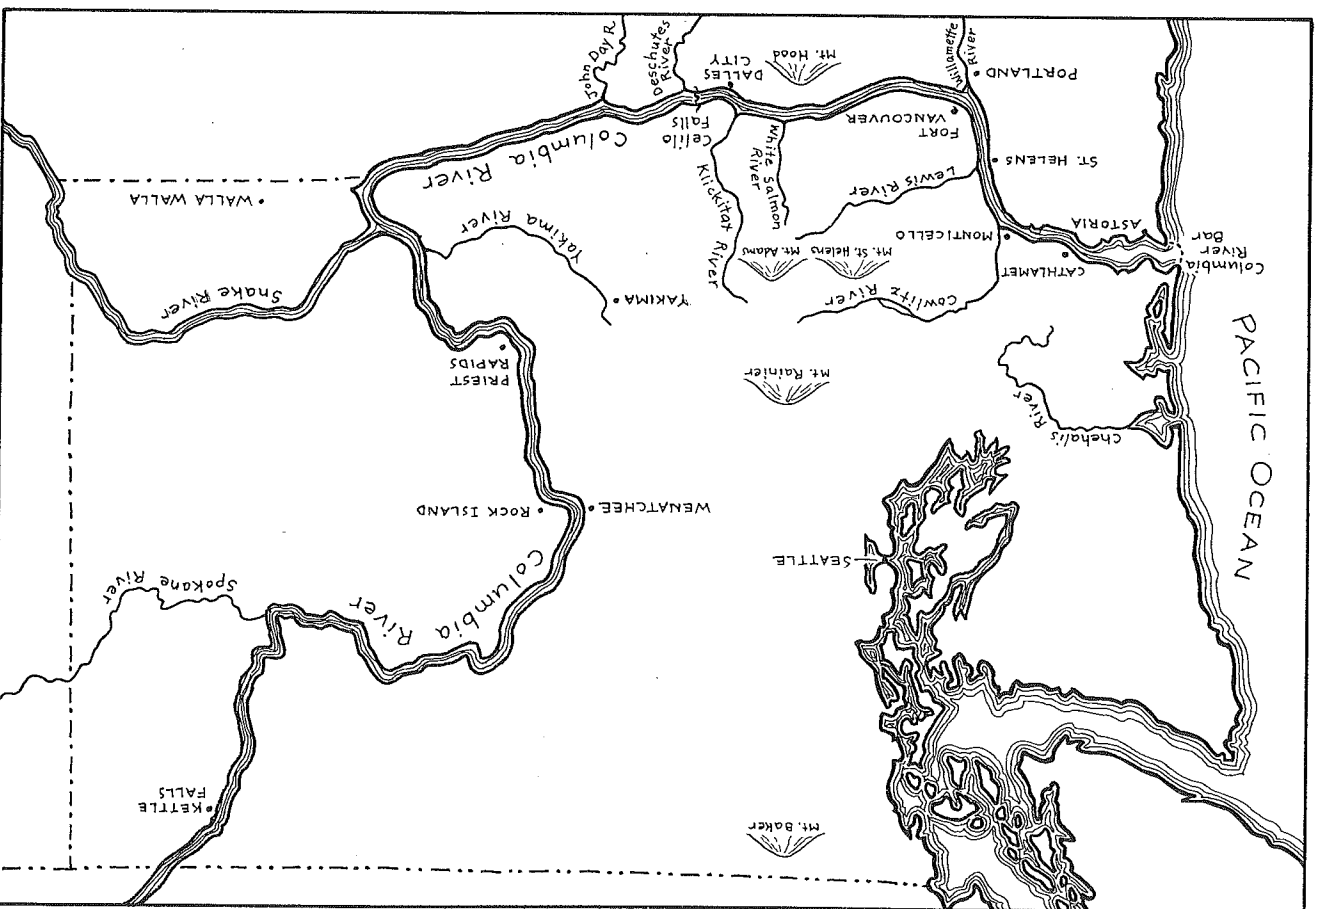 Mt. Baker
KETTLE
FALLS
PACIFIC OCEAN
Spokane River
Columbia River
SEATTLE
WENATCHEE
ROCK ISLAND
Chehalis
River
Mt. Rainier
PRIEST
RAPIDS
Snake River
YAKIMA
Cowlitz River
Columbia
River
Bar
CATHLAMET
ASTORIA
MONTICELLO
Mt. St. Helens
Mt. Adams
Yakima River
Klickitat River
White Salmon
River
Lewis River
WALLA WALLA
ST. HELENS
Columbia River
Celilo
Falls
FORT
VANCOUVER
PORTLAND
Willamette
River
Mt. Hood
DALLES
CITY
Deschutes
River
John Day R.